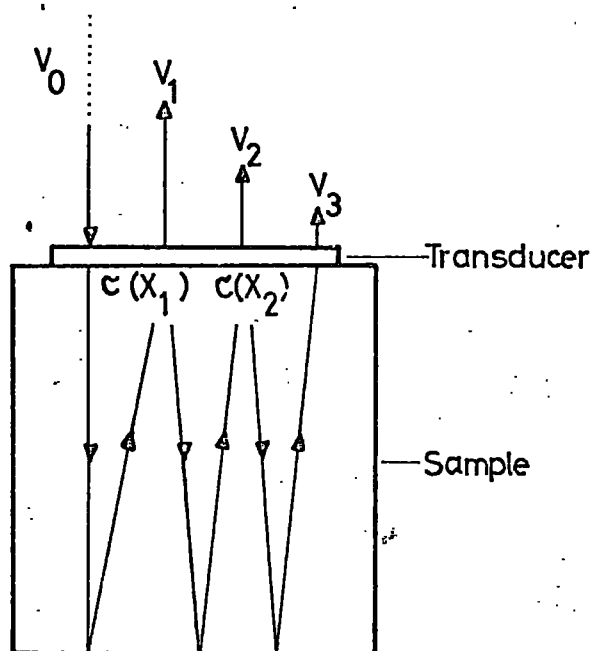 V0
V1
V2
V3
Transducer
τ(X1) τ(X2)
Sample